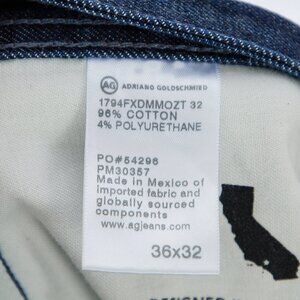 AG ADRIANO GOLDSCHMIED
1794FXDMMOZT 32
96% COTTON
4% POLYURETHANE
PO#54296
PM30357
Made in Mexico of
imported fabric and
globally sourced
components
www.agjeans.com
36x32
DESIGNED